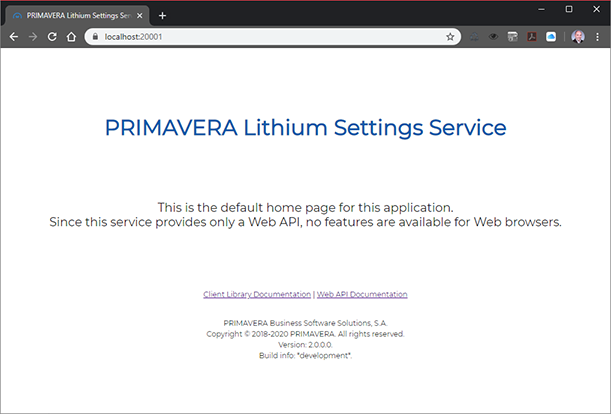 PRIMAVERA Lithium Settings Ser
localhost:20001
PRIMAVERA Lithium Settings Service
This is the default home page for this application.
Since this service provides only a Web API, no features are available for Web browsers.
Client Library Documentation | Web API Documentation
PRIMAVERA Business Software Solutions, S.A.
Copyright © 2018-2020 PRIMAVERA. All rights reserved.
Version: 2.0.0.0.
Build info: "development".